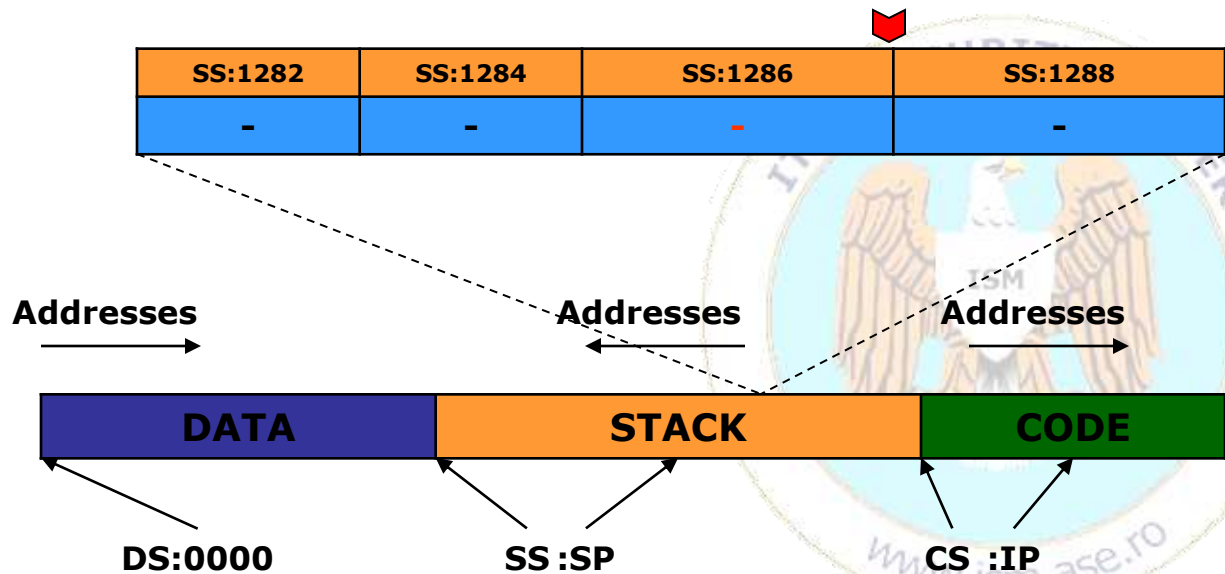 SS:1282 SS:1284 SS:1286 SS:1288
- - - -
Addresses Addresses Addresses
ISM
DATA STACK CODE
DS:0000 SS :SP CS :IP